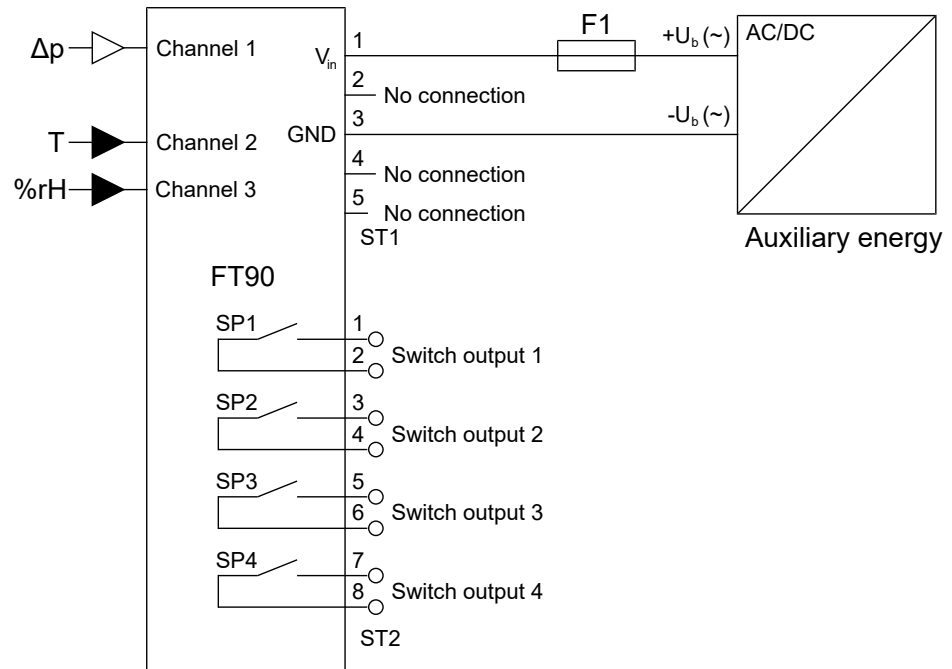 Δp
Channel 1
V_in
1
F1
+U_b (~)
AC/DC
2
No connection
T
Channel 2
GND
3
-U_b (~)
%rH
Channel 3
4
No connection
5
No connection
ST1
Auxiliary energy
FT90
SP1
1
2
Switch output 1
SP2
3
4
Switch output 2
SP3
5
6
Switch output 3
SP4
7
8
Switch output 4
ST2